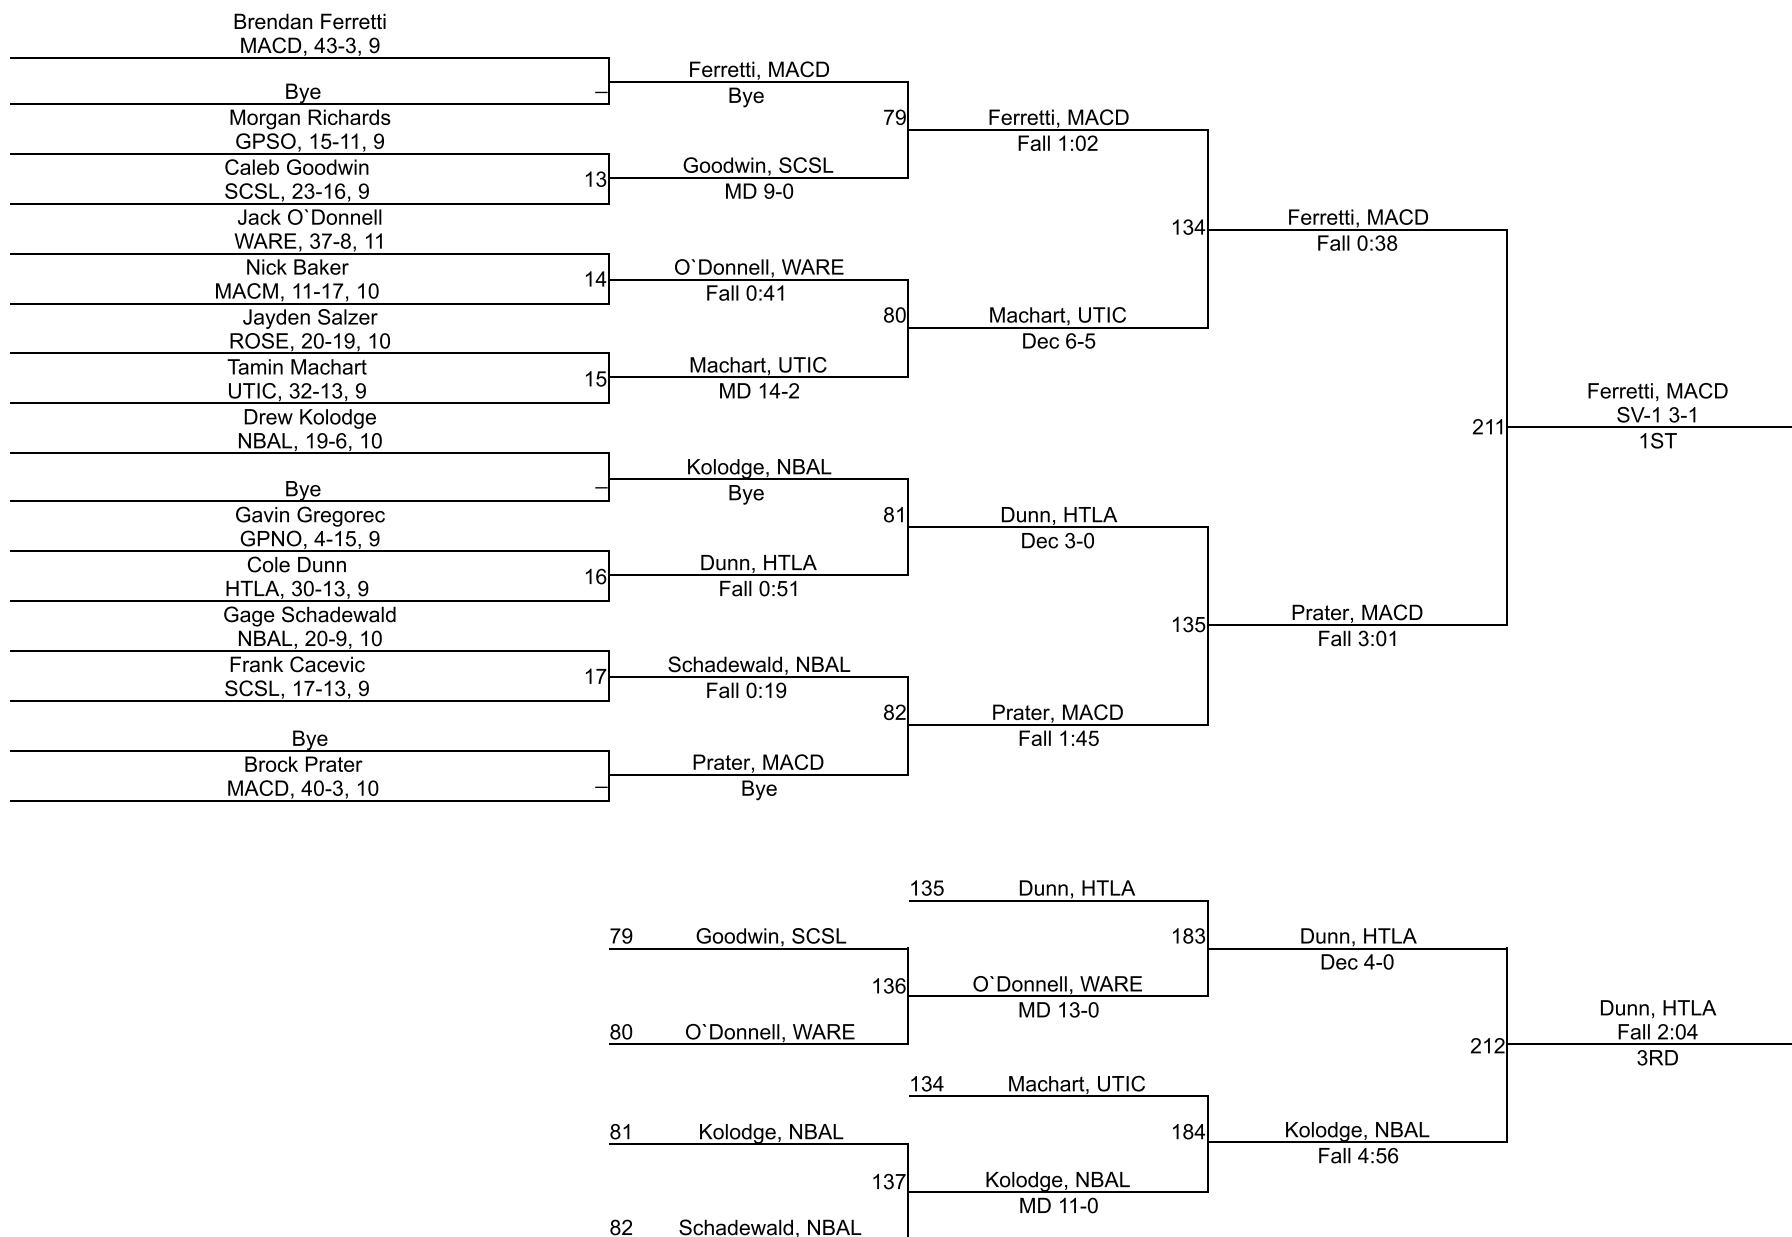 Brendan Ferretti
MACD, 43-3, 9
Bye
–
Morgan Richards
GPSO, 15-11, 9
Caleb Goodwin
SCSL, 23-16, 9
13
Jack O`Donnell
WARE, 37-8, 11
Nick Baker
MACM, 11-17, 10
14
Jayden Salzer
ROSE, 20-19, 10
Tamin Machart
UTIC, 32-13, 9
15
Drew Kolodge
NBAL, 19-6, 10
Bye
–
Gavin Gregorec
GPNO, 4-15, 9
Cole Dunn
HTLA, 30-13, 9
16
Gage Schadewald
NBAL, 20-9, 10
Frank Cacevic
SCSL, 17-13, 9
17
Bye
Brock Prater
MACD, 40-3, 10
–
Ferretti, MACD
Bye
79
Goodwin, SCSL
MD 9-0
O`Donnell, WARE
Fall 0:41
80
Machart, UTIC
MD 14-2
Kolodge, NBAL
Bye
81
Dunn, HTLA
Fall 0:51
Schadewald, NBAL
Fall 0:19
82
Prater, MACD
Bye
Ferretti, MACD
Fall 1:02
134
Machart, UTIC
Dec 6-5
Dunn, HTLA
Dec 3-0
135
Prater, MACD
Fall 1:45
Ferretti, MACD
Fall 0:38
211
Prater, MACD
Fall 3:01
Ferretti, MACD
SV-1 3-1
1ST
79 Goodwin, SCSL
136
80 O`Donnell, WARE
81 Kolodge, NBAL
137
82 Schadewald, NBAL
135 Dunn, HTLA
183
O`Donnell, WARE
MD 13-0
134 Machart, UTIC
184
Kolodge, NBAL
MD 11-0
Dunn, HTLA
Dec 4-0
212
Kolodge, NBAL
Fall 4:56
Dunn, HTLA
Fall 2:04
3RD